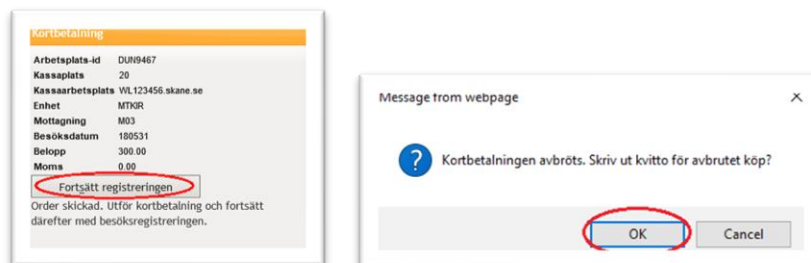 Kortbetalning
Arbetsplats-id DUN9467
Kassaplats 20
Kassaarbetsplats WL123456.skane.se
Enhet MTKIR
Mottagning M03
Besöksdatum 180531
Belopp 300.00
Moms 0.00
Fortsätt registreringen
Order skickad. Utför kortbetalning och fortsätt
därefter med besöksregistreringen.
Message from webpage
Kortbetalningen avbröts. Skriv ut kvitto för avbrutet köp?
OK Cancel